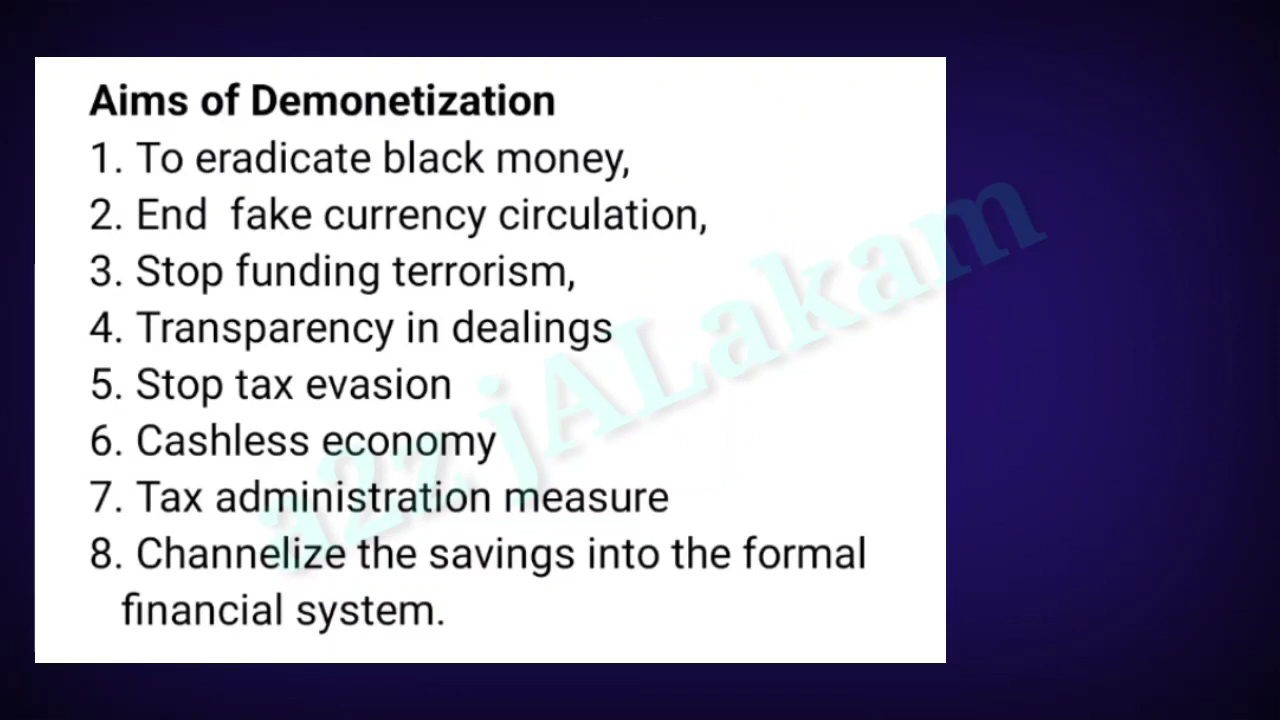 Aims of Demonetization
1. To eradicate black money,
2. End  fake currency circulation,
3. Stop funding terrorism,
4. Transparency in dealings
5. Stop tax evasion
6. Cashless economy
7. Tax administration measure
8. Channelize the savings into the formal
financial system.
a2z jALakam